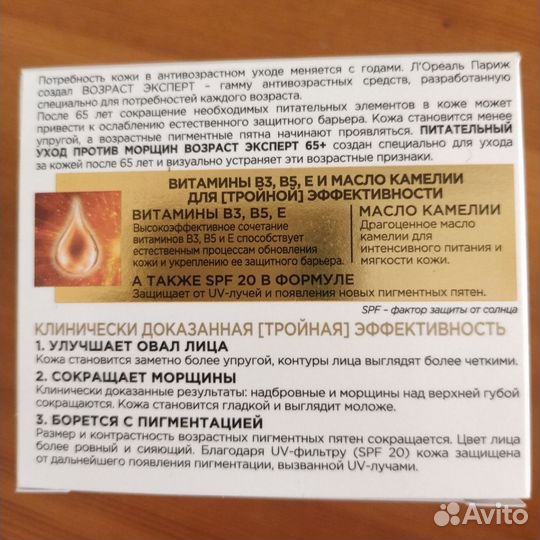 Потребность кожи в антивозрастном уходе меняется с годами. Л'Ореаль Париж
создал ВОЗРАСТ ЭКСПЕРТ - гамму антивозрастных средств, разработанную
специально для потребностей каждого возраста.
После 65 лет сокращение необходимых питательных элементов в коже может
привести к ослаблению естественного защитного барьера. Кожа становится менее
упругой, а возрастные пигментные пятна начинают проявляться. ПИТАТЕЛЬНЫЙ
УХОД ПРОТИВ МОРЩИН ВОЗРАСТ ЭКСПЕРТ 65+ создан специально для ухода
за кожей после 65 лет и визуально устраняет эти возрастные признаки.
ВИТАМИНЫ B3, B5, E И МАСЛО КАМЕЛИИ
ДЛЯ [ТРОЙНОЙ] ЭФФЕКТИВНОСТИ
ВИТАМИНЫ B3, B5, E
Высокоэффективное сочетание
витаминов B3, B5 и E способствует
естественным процессам обновления
кожи и укреплению ее защитного барьера.
МАСЛО КАМЕЛИИ
Драгоценное масло
камелии для
интенсивного питания и
мягкости кожи.
А ТАКЖЕ SPF 20 В ФОРМУЛЕ
Защищает от UV-лучей и появления новых пигментных пятен.
SPF – фактор защиты от солнца
КЛИНИЧЕСКИ ДОКАЗАННАЯ [ТРОЙНАЯ] ЭФФЕКТИВНОСТЬ
1. УЛУЧШАЕТ ОВАЛ ЛИЦА
Кожа становится заметно более упругой, контуры лица выглядят более четкими.
2. СОКРАЩАЕТ МОРЩИНЫ
Клинически доказанные результаты: надбровные и морщины над верхней губой
сокращаются. Кожа становится гладкой и выглядит моложе.
3. БОРЕТСЯ С ПИГМЕНТАЦИЕЙ
Размер и контрастность возрастных пигментных пятен сокращается. Цвет лица
более ровный и сияющий. Благодаря UV-фильтру (SPF 20) кожа защищена
от дальнейшего появления пигментации, вызванной UV-лучами.
Avito